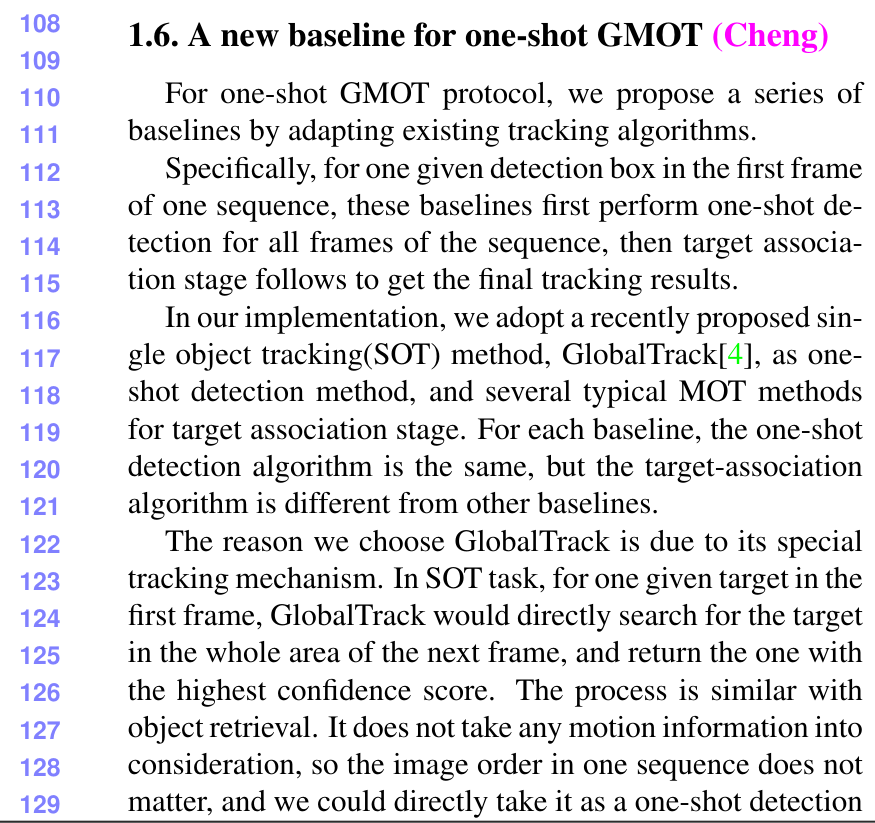 108
109
1.6. A new baseline for one-shot GMOT (Cheng)
110 For one-shot GMOT protocol, we propose a series of
111 baselines by adapting existing tracking algorithms.
112 Specifically, for one given detection box in the first frame
113 of one sequence, these baselines first perform one-shot de-
114 tection for all frames of the sequence, then target associa-
115 tion stage follows to get the final tracking results.
116 In our implementation, we adopt a recently proposed sin-
117 gle object tracking(SOT) method, GlobalTrack[4], as one-
118 shot detection method, and several typical MOT methods
119 for target association stage. For each baseline, the one-shot
120 detection algorithm is the same, but the target-association
121 algorithm is different from other baselines.
122 The reason we choose GlobalTrack is due to its special
123 tracking mechanism. In SOT task, for one given target in the
124 first frame, GlobalTrack would directly search for the target
125 in the whole area of the next frame, and return the one with
126 the highest confidence score. The process is similar with
127 object retrieval. It does not take any motion information into
128 consideration, so the image order in one sequence does not
129 matter, and we could directly take it as a one-shot detection